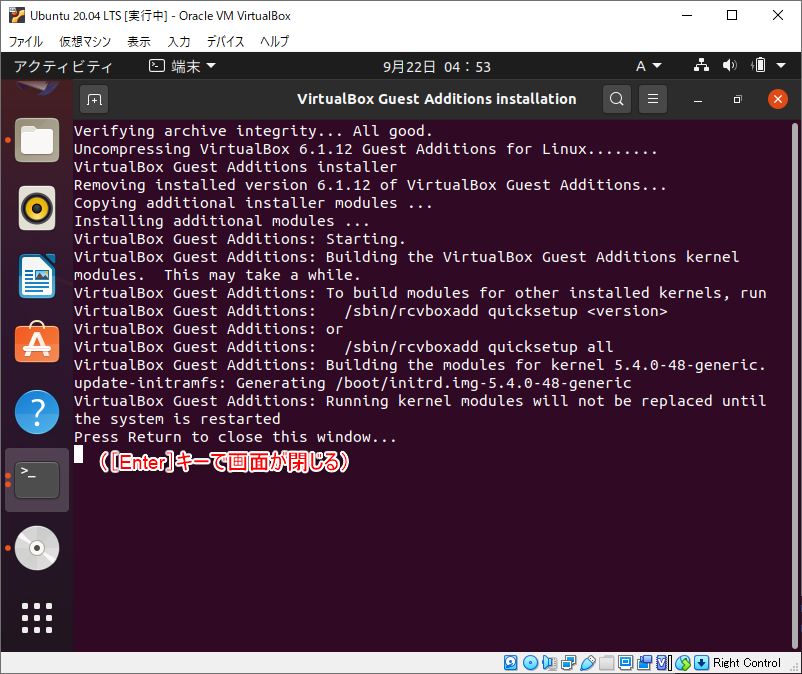 Ubuntu 20.04 LTS [実行中] - Oracle VM VirtualBox
ファイル 仮想マシン 表示 入力 デバイス ヘルプ
アクティビティ 端末 9月22日 04：53 A
VirtualBox Guest Additions installation
Verifying archive integrity... All good.
Uncompressing VirtualBox 6.1.12 Guest Additions for Linux........
VirtualBox Guest Additions installer
Removing installed version 6.1.12 of VirtualBox Guest Additions...
Copying additional installer modules ...
Installing additional modules ...
VirtualBox Guest Additions: Starting.
VirtualBox Guest Additions: Building the VirtualBox Guest Additions kernel
modules.  This may take a while.
VirtualBox Guest Additions: To build modules for other installed kernels, run
VirtualBox Guest Additions:   /sbin/rcvboxadd quicksetup <version>
VirtualBox Guest Additions: or
VirtualBox Guest Additions:   /sbin/rcvboxadd quicksetup all
VirtualBox Guest Additions: Building the modules for kernel 5.4.0-48-generic.
update-initramfs: Generating /boot/initrd.img-5.4.0-48-generic
VirtualBox Guest Additions: Running kernel modules will not be replaced until
the system is restarted
Press Return to close this window...
（[Enter]キーで画面が閉じる）
Right Control